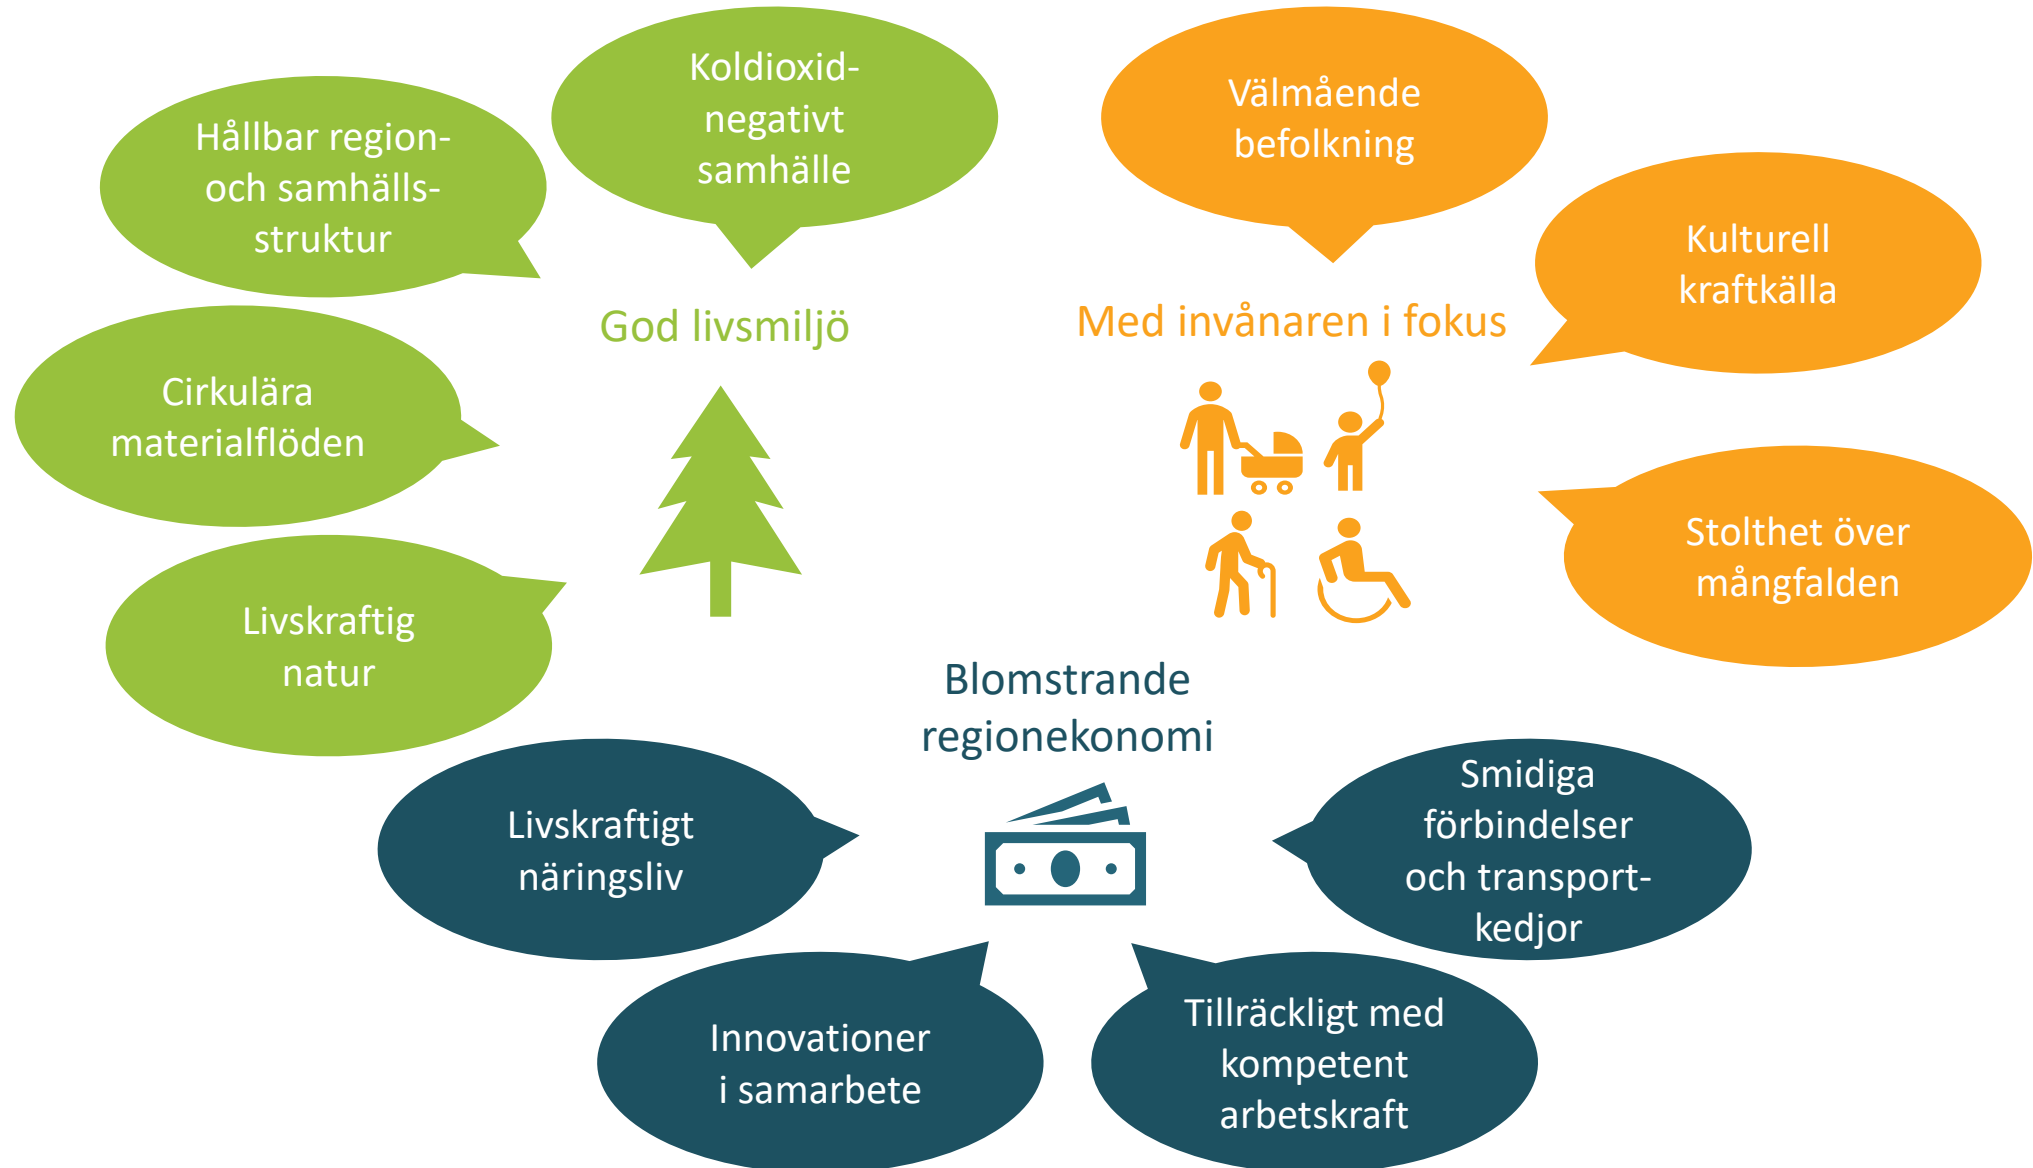 Koldioxid-
negativt
samhälle
Hållbar region-
och samhälls-
struktur
Cirkulära
materialflöden
Livskraftig
natur
God livsmiljö
Välmående
befolkning
Kulturell
kraftkälla
Stolthet över
mångfalden
Med invånaren i fokus
Blomstrande
regionekonomi
Livskraftigt
näringsliv
Innovationer
i samarbete
Tillräckligt med
kompetent
arbetskraft
Smidiga
förbindelser
och transport-
kedjor